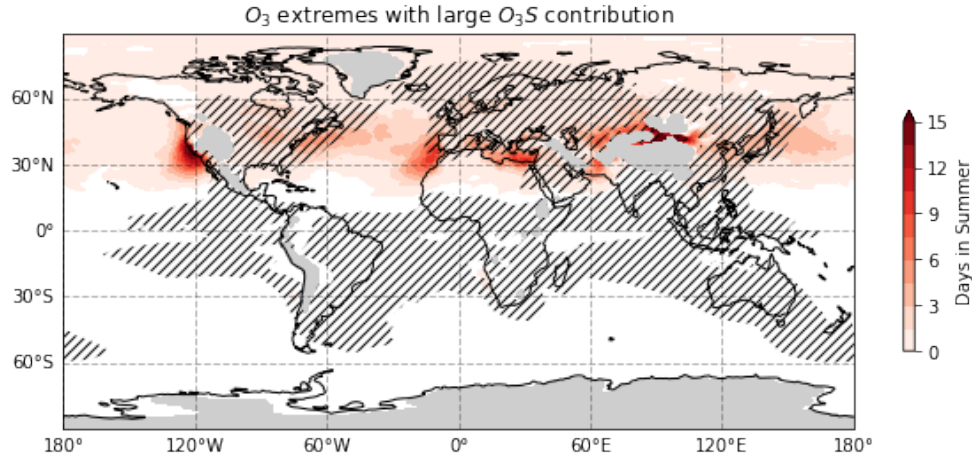 O₃ extremes with large O₃S contribution
60°N
30°N
0°
30°S
60°S
180°
120°W
60°W
0°
60°E
120°E
180°
15
12
9
6
3
0
Days in Summer